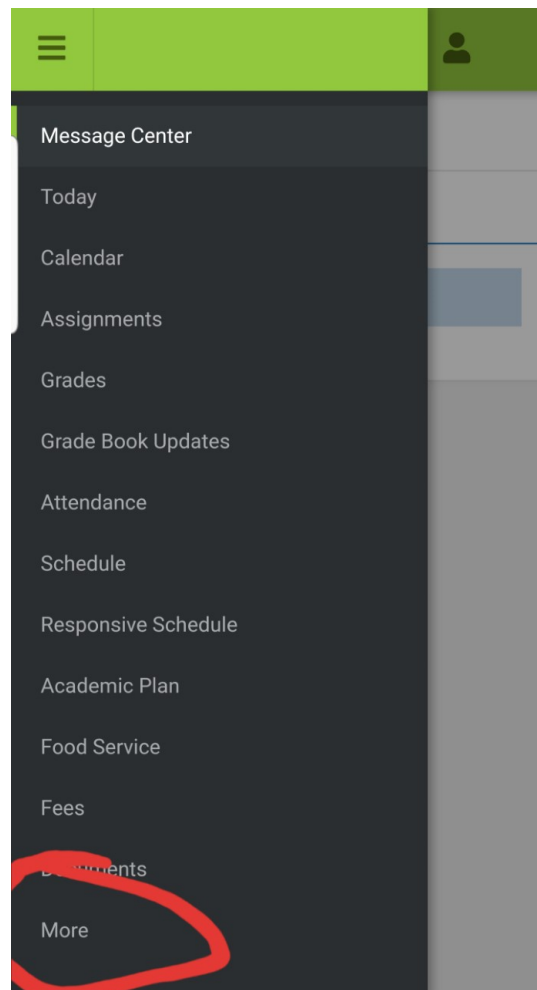 Message Center
Today
Calendar
Assignments
Grades
Grade Book Updates
Attendance
Schedule
Responsive Schedule
Academic Plan
Food Service
Fees
Documents
More